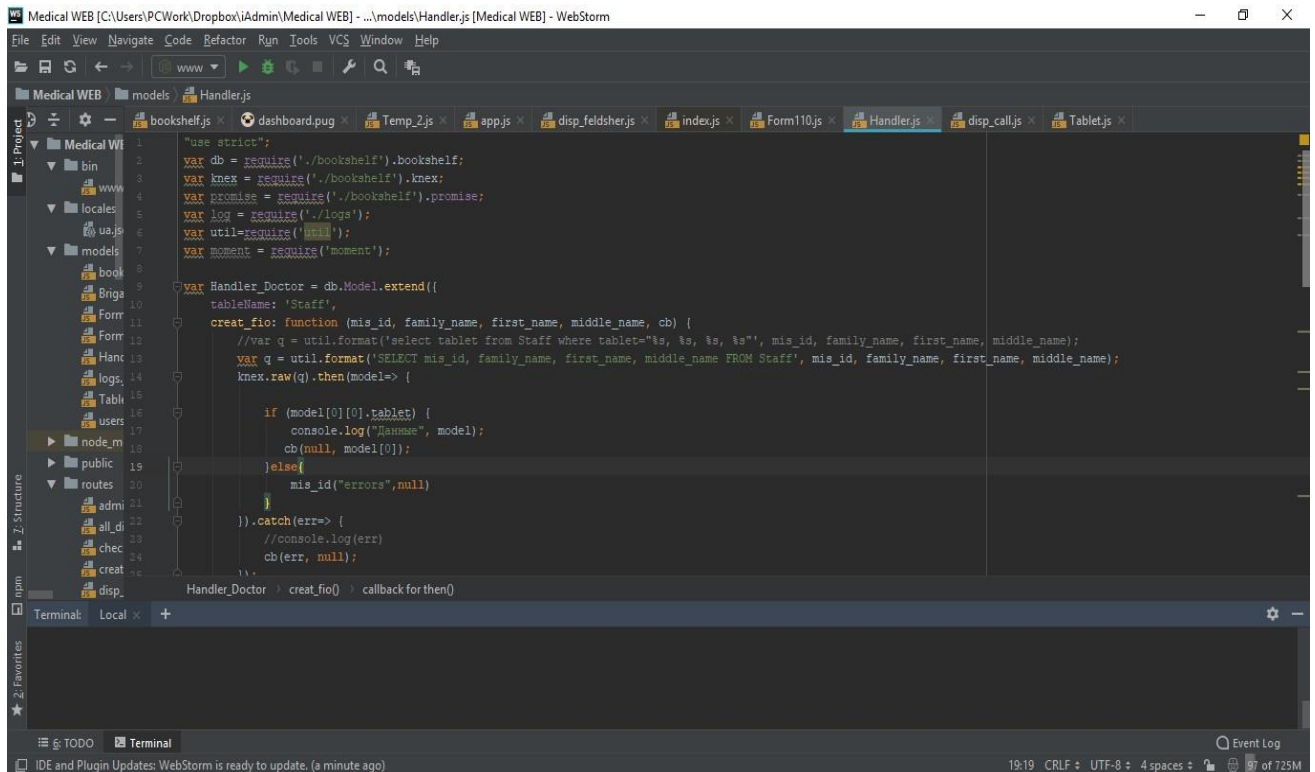 Medical WEB [C:\Users\PCWork\Dropbox\iAdmin\Medical WEB] - ...\models\Handler.js [Medical WEB] - WebStorm
File Edit View Navigate Code Refactor Run Tools VCS Window Help
www
Medical WEB models Handler.js
bookshelf.js dashboard.pug Temp_2.js app.js disp_feldsher.js index.js Form110.js Handler.js disp_call.js Tablet.js
1: Project
Medical WE
bin
www
locales
ua.js
models
book
Briga
Form
Form
Hand
logs.
Table
users
node_m
public
routes
admi
all_di
chec
creat
disp_
1 "use strict";
2 var db = require('./bookshelf').bookshelf;
3 var knex = require('./bookshelf').knex;
4 var promise = require('./bookshelf').promise;
5 var log = require('./logs');
6 var util=require('util');
7 var moment = require('moment');
8
9 var Handler_Doctor = db.Model.extend({
10 tableName: 'Staff',
11 creat_fio: function (mis_id, family_name, first_name, middle_name, cb) {
12 //var q = util.format('select tablet from Staff where tablet="%s, %s, %s, %s"', mis_id, family_name, first_name, middle_name);
13 var q = util.format('SELECT mis_id, family_name, first_name, middle_name FROM Staff', mis_id, family_name, first_name, middle_name);
14 knex.raw(q).then(model=> {
15
16 if (model[0][0].tablet) {
17 console.log("Данные", model);
18 cb(null, model[0]);
19 }else{
20 mis_id("errors",null)
21 }
22 }).catch(err=> {
23 //console.log(err)
24 cb(err, null);
25 });
Handler_Doctor creat_fio() callback for then()
7: Structure
npm
2: Favorites
Terminal: Local +
6: TODO Terminal
Event Log
IDE and Plugin Updates: WebStorm is ready to update. (a minute ago)
19:19 CRLF UTF-8 4 spaces 97 of 725M